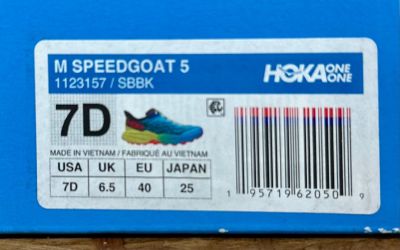 M SPEEDGOAT 5
1123157 / SBBK
HOKA ONE ONE
7D
MADE IN VIETNAM / FABRIQUÉ AU VIETNAM
USA UK EU JAPAN
7D 6.5 40 25
1 95719 62050 9